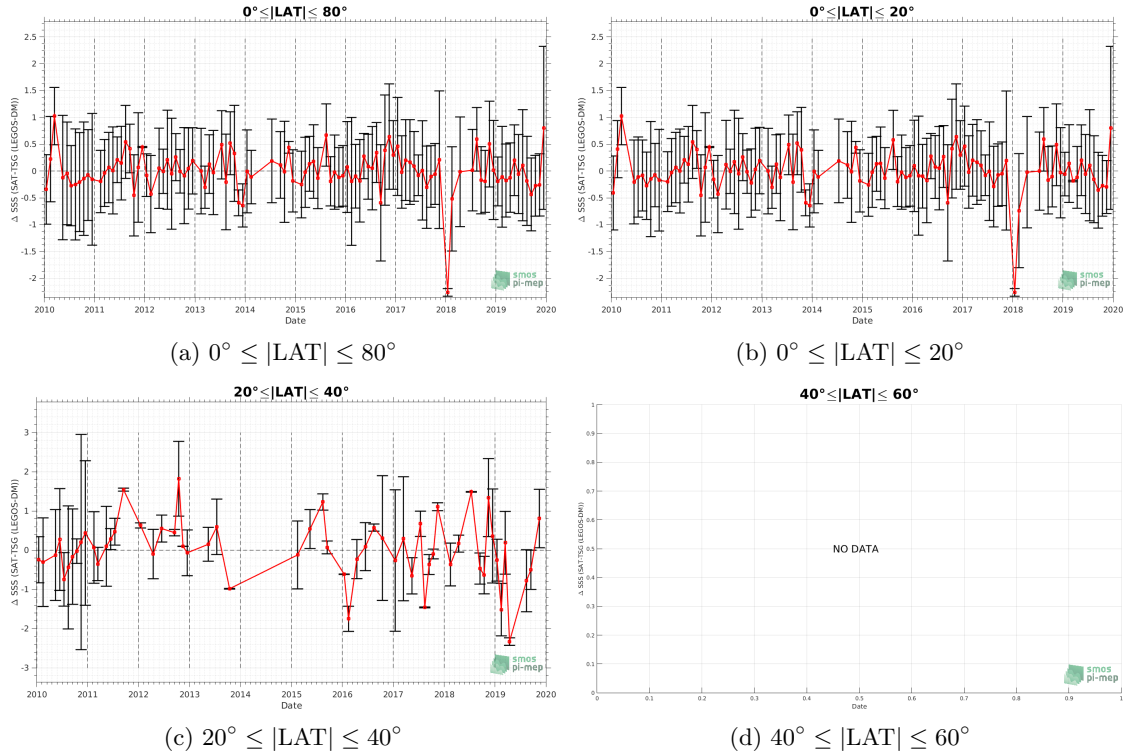 0°≤|LAT|≤ 80°
Δ SSS (SAT-TSG (LEGOS-DM))
2.5
2
1.5
1
0.5
0
-0.5
-1
-1.5
-2
2010 2011 2012 2013 2014 2015 2016 2017 2018 2019 2020
Date
smos
pi-mep
(a) 0° ≤ |LAT| ≤ 80°
0°≤|LAT|≤ 20°
Δ SSS (SAT-TSG (LEGOS-DM))
2.5
2
1.5
1
0.5
0
-0.5
-1
-1.5
-2
2010 2011 2012 2013 2014 2015 2016 2017 2018 2019 2020
Date
smos
pi-mep
(b) 0° ≤ |LAT| ≤ 20°
20°≤|LAT|≤ 40°
Δ SSS (SAT-TSG (LEGOS-DM))
3
2
1
0
-1
-2
-3
2010 2011 2012 2013 2014 2015 2016 2017 2018 2019 2020
Date
smos
pi-mep
(c) 20° ≤ |LAT| ≤ 40°
40°≤|LAT|≤ 60°
Δ SSS (SAT-TSG (LEGOS-DM))
1
0.9
0.8
0.7
0.6
0.5
0.4
0.3
0.2
0.1
0
NO DATA
0 0.1 0.2 0.3 0.4 0.5 0.6 0.7 0.8 0.9 1
Date
smos
pi-mep
(d) 40° ≤ |LAT| ≤ 60°